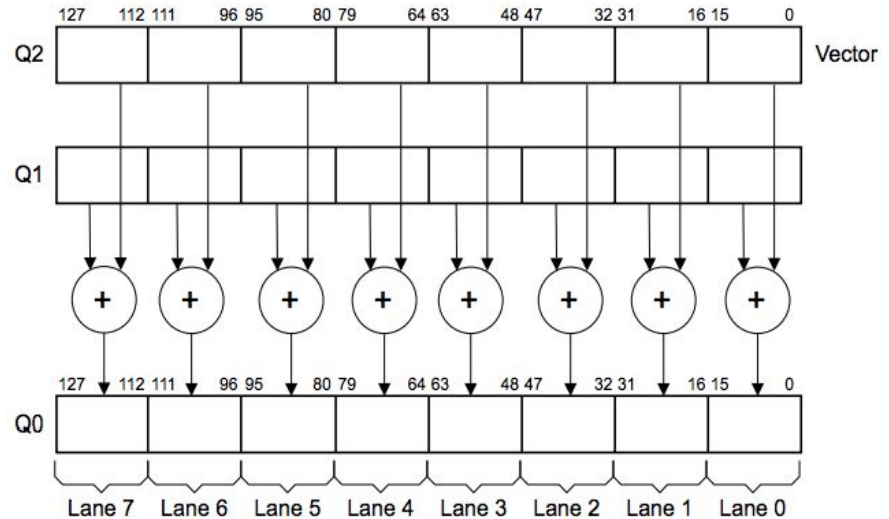 127 112 111 96 95 80 79 64 63 48 47 32 31 16 15 0
Q2 Vector
Q1
+ + + + + + + +
127 112 111 96 95 80 79 64 63 48 47 32 31 16 15 0
Q0
Lane 7 Lane 6 Lane 5 Lane 4 Lane 3 Lane 2 Lane 1 Lane 0